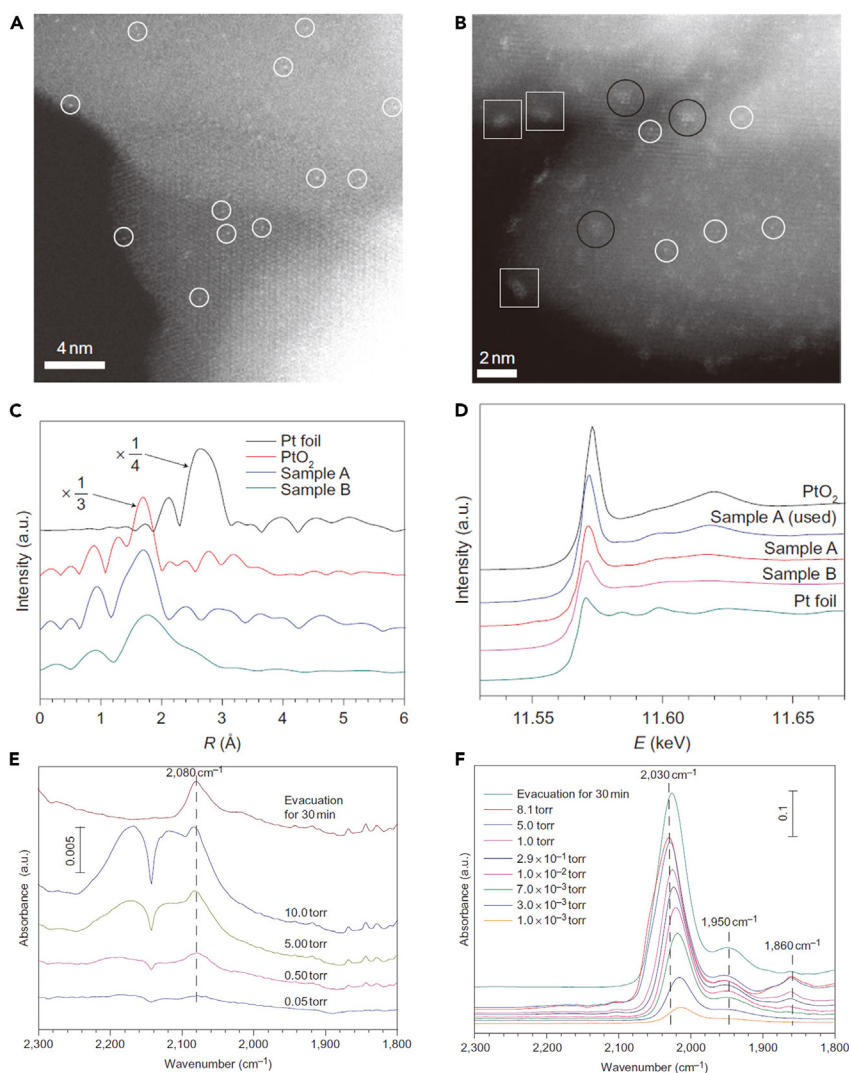 A
4 nm
B
2 nm
C
× 1/4
× 1/3
Pt foil
PtO₂
Sample A
Sample B
Intensity (a.u.)
0 1 2 3 4 5 6
R (Å)
D
PtO₂
Sample A (used)
Sample A
Sample B
Pt foil
Intensity (a.u.)
11.55 11.60 11.65
E (keV)
E
2,080 cm⁻¹
Evacuation
for 30 min
0.005
10.0 torr
5.00 torr
0.50 torr
0.05 torr
Absorbance (a.u.)
2,300 2,200 2,100 2,000 1,900 1,800
Wavenumber (cm⁻¹)
F
2,030 cm⁻¹
Evacuation for 30 min
8.1 torr
5.0 torr
1.0 torr
2.9 × 10⁻¹ torr
1.0 × 10⁻² torr
7.0 × 10⁻³ torr
3.0 × 10⁻³ torr
1.0 × 10⁻³ torr
0.1
1,950 cm⁻¹
1,860 cm⁻¹
Absorbance (a.u.)
2,300 2,200 2,100 2,000 1,900 1,800
Wavenumber (cm⁻¹)